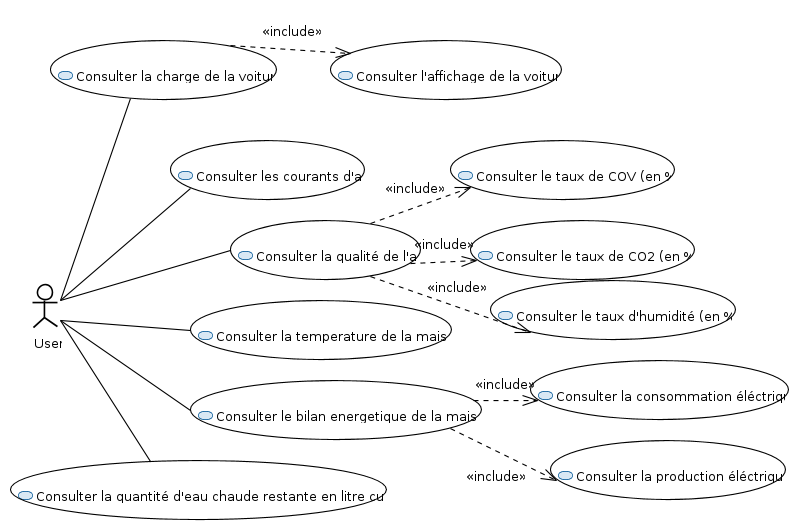 «include»
Consulter la charge de la voitur
Consulter l'affichage de la voitur
Consulter les courants d'a
«include»
Consulter le taux de COV (en %
Consulter la qualité de l'a
«include»
Consulter le taux de CO2 (en %
«include»
Consulter le taux d'humidité (en %
User
Consulter la temperature de la mais
«include»
Consulter la consommation éléctriqu
Consulter le bilan energetique de la mais
«include»
Consulter la production éléctriqu
Consulter la quantité d'eau chaude restante en litre cu